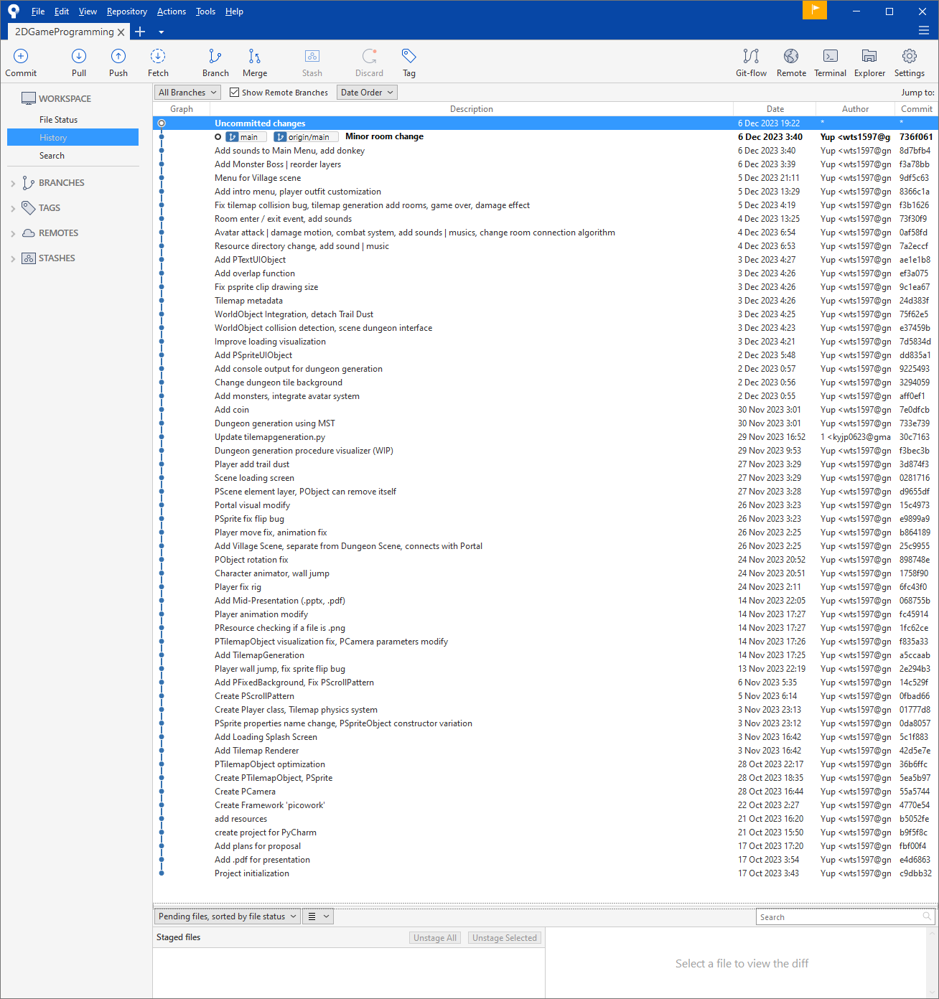 File Edit View Repository Actions Tools Help
2DGameProgramming
Commit Pull Push Fetch Branch Merge Stash Discard Tag Git-flow Remote Terminal Explorer Settings
WORKSPACE
File Status
History
Search
BRANCHES
TAGS
REMOTES
STASHES
All Branches Show Remote Branches Date Order Jump to:
Graph Description Date Author Commit
Uncommitted changes 6 Dec 2023 19:22 * *
main origin/main Minor room change 6 Dec 2023 3:40 Yup <wts1597@g 736f061
Add sounds to Main Menu, add donkey 6 Dec 2023 3:40 Yup <wts1597@gn 8d7bfb4
Add Monster Boss | reorder layers 6 Dec 2023 3:39 Yup <wts1597@gn f3a78bb
Menu for Village scene 5 Dec 2023 21:11 Yup <wts1597@gn 9df5c63
Add intro menu, player outfit customization 5 Dec 2023 13:29 Yup <wts1597@gn 8366c1a
Fix tilemap collision bug, tilemap generation add rooms, game over, damage effect 5 Dec 2023 4:19 Yup <wts1597@gn f3b1626
Room enter / exit event, add sounds 4 Dec 2023 13:25 Yup <wts1597@gn 73f30f9
Avatar attack | damage motion, combat system, add sounds | musics, change room connection algorithm 4 Dec 2023 6:54 Yup <wts1597@gn 0af58fd
Resource directory change, add sound | music 4 Dec 2023 6:53 Yup <wts1597@gn 7a2eccf
Add PTextUIObject 3 Dec 2023 4:27 Yup <wts1597@gn ae1e1b8
Add overlap function 3 Dec 2023 4:26 Yup <wts1597@gn ef3a075
Fix psprite clip drawing size 3 Dec 2023 4:26 Yup <wts1597@gn 9c1ea67
Tilemap metadata 3 Dec 2023 4:26 Yup <wts1597@gn 24d383f
WorldObject Integration, detach Trail Dust 3 Dec 2023 4:25 Yup <wts1597@gn 75f62e5
WorldObject collision detection, scene dungeon interface 3 Dec 2023 4:23 Yup <wts1597@gn e37459b
Improve loading visualization 3 Dec 2023 4:21 Yup <wts1597@gn 7d5834d
Add PSpriteUIObject 2 Dec 2023 5:48 Yup <wts1597@gn dd835a1
Add console output for dungeon generation 2 Dec 2023 0:57 Yup <wts1597@gn 9225493
Change dungeon tile background 2 Dec 2023 0:56 Yup <wts1597@gn 3294059
Add monsters, integrate avatar system 2 Dec 2023 0:55 Yup <wts1597@gn aff0ef1
Add coin 30 Nov 2023 3:01 Yup <wts1597@gn 7e0dfcb
Dungeon generation using MST 30 Nov 2023 3:01 Yup <wts1597@gn 733e739
Update tilemapgeneration.py 29 Nov 2023 16:52 1 <kyjp0623@gma 30c7163
Dungeon generation procedure visualizer (WIP) 29 Nov 2023 9:53 Yup <wts1597@gn f3bec3b
Player add trail dust 27 Nov 2023 3:29 Yup <wts1597@gn 3d874f3
Scene loading screen 27 Nov 2023 3:29 Yup <wts1597@gn 0281716
PScene element layer, PObject can remove itself 27 Nov 2023 3:28 Yup <wts1597@gn d9655df
Portal visual modify 26 Nov 2023 3:23 Yup <wts1597@gn 15c4973
PSprite fix flip bug 26 Nov 2023 3:23 Yup <wts1597@gn e9899a9
Player move fix, animation fix 26 Nov 2023 2:25 Yup <wts1597@gn b864189
Add Village Scene, separate from Dungeon Scene, connects with Portal 26 Nov 2023 2:25 Yup <wts1597@gn 25c9955
PObject rotation fix 24 Nov 2023 20:52 Yup <wts1597@gn 898748e
Character animator, wall jump 24 Nov 2023 20:51 Yup <wts1597@gn 1758f90
Player fix rig 24 Nov 2023 2:11 Yup <wts1597@gn 6fc43f0
Add Mid-Presentation (.pptx, .pdf) 14 Nov 2023 22:05 Yup <wts1597@gn 068755b
Player animation modify 14 Nov 2023 17:27 Yup <wts1597@gn fc45914
PResource checking if a file is .png 14 Nov 2023 17:27 Yup <wts1597@gn 1fc62ce
PTilemapObject visualization fix, PCamera parameters modify 14 Nov 2023 17:26 Yup <wts1597@gn f835a33
Add TilemapGeneration 14 Nov 2023 17:25 Yup <wts1597@gn a5ccaab
Player wall jump, fix sprite flip bug 13 Nov 2023 22:19 Yup <wts1597@gn 2e294b3
Add PFixedBackground, Fix PScrollPattern 6 Nov 2023 5:35 Yup <wts1597@gn 14c529f
Create PScrollPattern 5 Nov 2023 6:14 Yup <wts1597@gn 0fbad66
Create Player class, Tilemap physics system 3 Nov 2023 23:13 Yup <wts1597@gn 01777d8
PSprite properties name change, PSpriteObject constructor variation 3 Nov 2023 23:12 Yup <wts1597@gn 0da8057
Add Loading Splash Screen 3 Nov 2023 16:42 Yup <wts1597@gn 5c1f883
Add Tilemap Renderer 3 Nov 2023 16:42 Yup <wts1597@gn 42d5e7e
PTilemapObject optimization 28 Oct 2023 22:17 Yup <wts1597@gn 36b6ffc
Create PTilemapObject, PSprite 28 Oct 2023 18:35 Yup <wts1597@gn 5ea5b97
Create PCamera 28 Oct 2023 16:44 Yup <wts1597@gn 55a5744
Create Framework 'picowork' 22 Oct 2023 2:27 Yup <wts1597@gn 4770e54
add resources 21 Oct 2023 16:20 Yup <wts1597@gn b5052fe
create project for PyCharm 21 Oct 2023 15:50 Yup <wts1597@gn b9f5f8c
Add plans for proposal 17 Oct 2023 17:20 Yup <wts1597@gn fbf00f4
Add .pdf for presentation 17 Oct 2023 3:54 Yup <wts1597@gn e4d6863
Project initialization 17 Oct 2023 3:43 Yup <wts1597@gn c9dbb32
Pending files, sorted by file status Search
Staged files Unstage All Unstage Selected
Select a file to view the diff